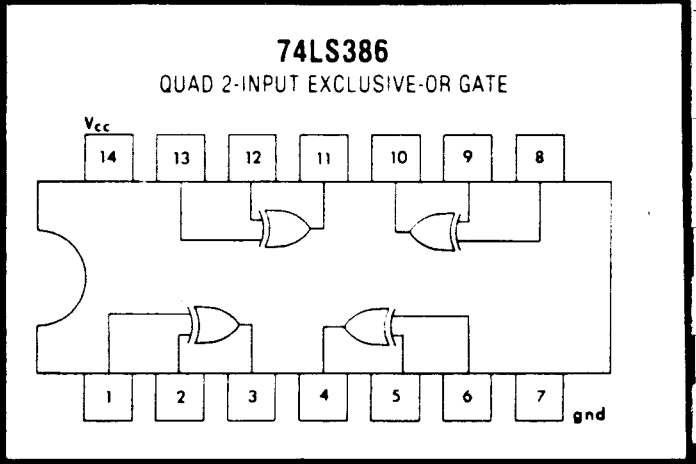 74LS386
QUAD 2-INPUT EXCLUSIVE-OR GATE
Vcc
14 13 12 11 10 9 8
1 2 3 4 5 6 7
gnd